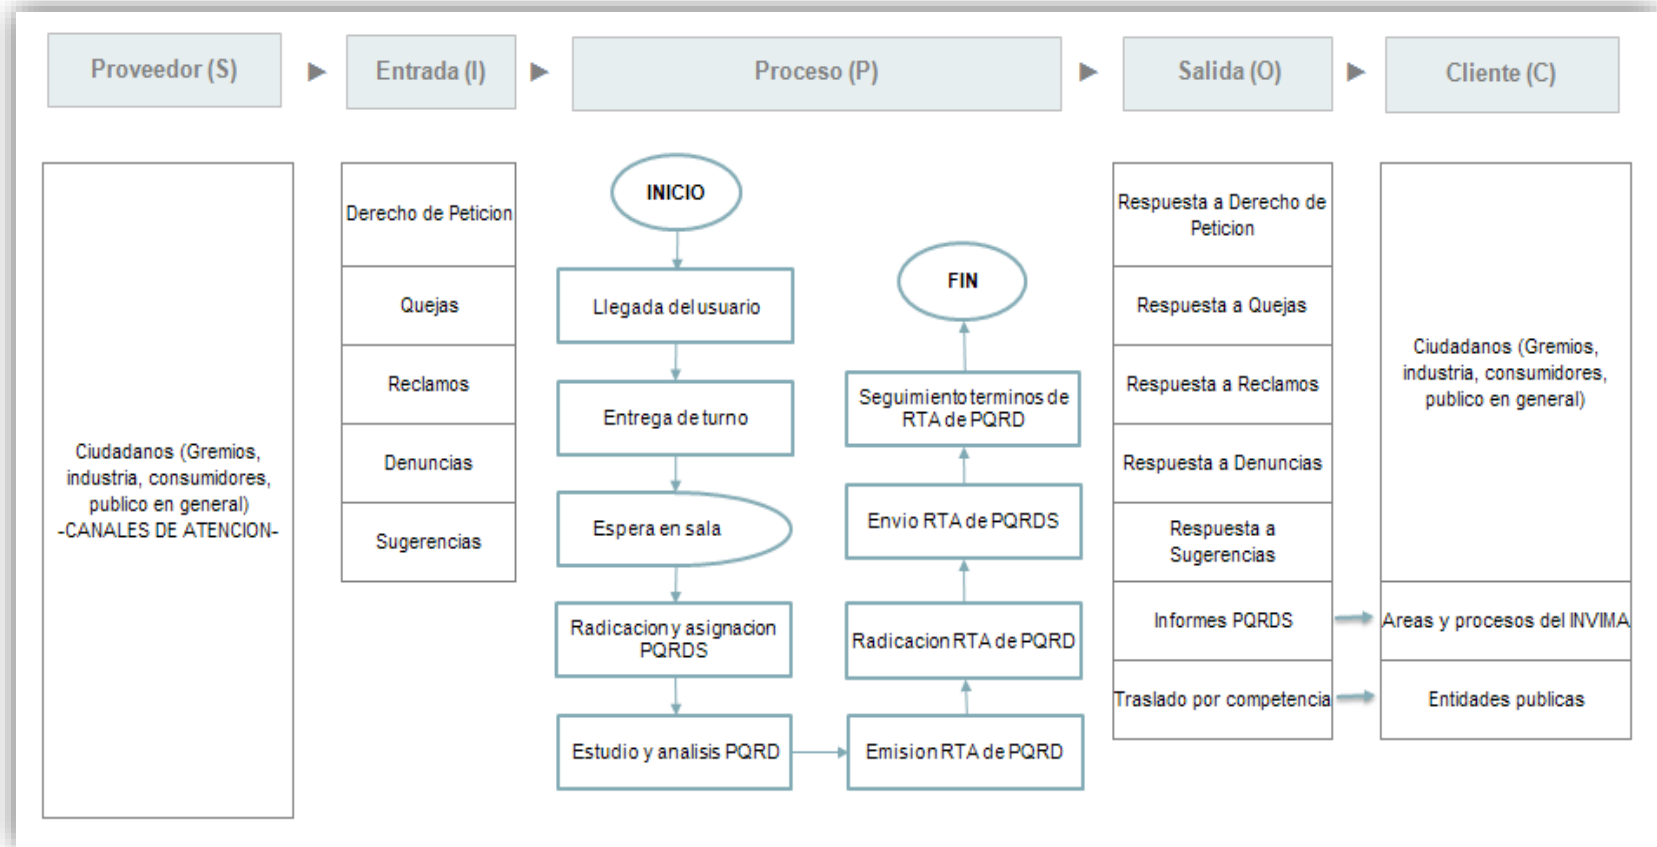 Proveedor (S)
Entrada (I)
Proceso (P)
Salida (O)
Cliente (C)
Ciudadanos (Gremios,
industria, consumidores,
publico en general)
-CANALES DE ATENCION-
Derecho de Peticion
Quejas
Reclamos
Denuncias
Sugerencias
INICIO
Llegada del usuario
Entrega de turno
Espera en sala
Radicacion y asignacion
PQRDS
Estudio y analisis PQRD
Emision RTA de PQRD
Radicacion RTA de PQRD
Envio RTA de PQRDS
Seguimiento terminos de
RTA de PQRD
FIN
Respuesta a Derecho de
Peticion
Respuesta a Quejas
Respuesta a Reclamos
Respuesta a Denuncias
Respuesta a
Sugerencias
Informes PQRDS
Traslado por competencia
Ciudadanos (Gremios,
industria, consumidores,
publico en general)
Areas y procesos del INVIMA
Entidades publicas